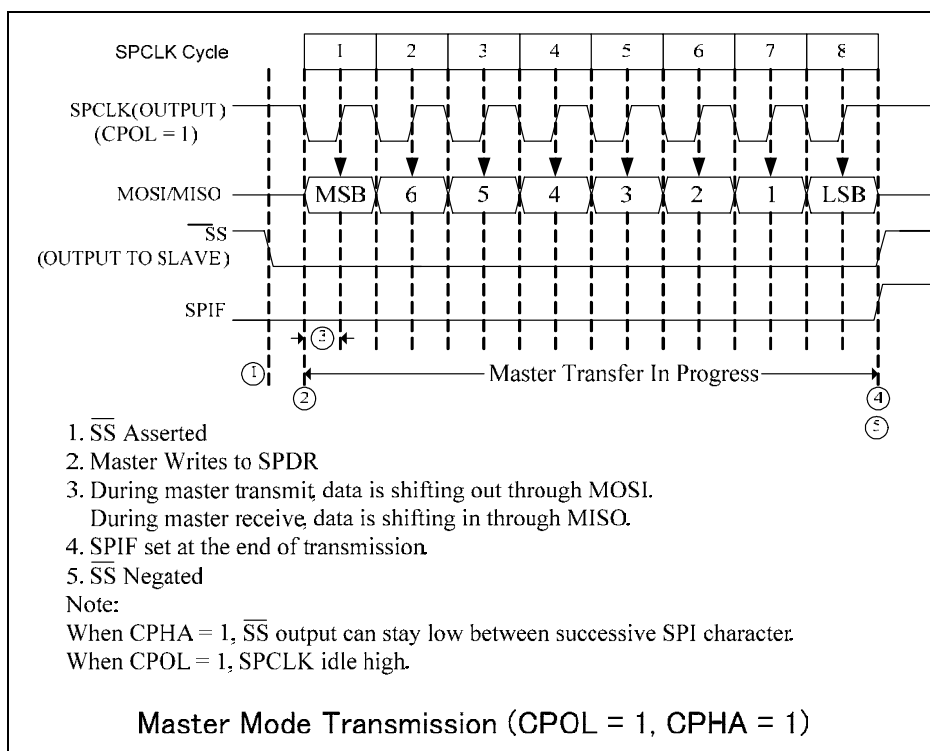 SPCLK Cycle 1 2 3 4 5 6 7 8
SPCLK(OUTPUT)
(CPOL = 1)
MOSI/MISO MSB 6 5 4 3 2 1 LSB
SS
(OUTPUT TO SLAVE)
SPIF
3
1 Master Transfer In Progress
2 4
5
1. SS Asserted
2. Master Writes to SPDR
3. During master transmit, data is shifting out through MOSI.
During master receive, data is shifting in through MISO.
4. SPIF set at the end of transmission.
5. SS Negated
Note:
When CPHA = 1, SS output can stay low between successive SPI character.
When CPOL = 1, SPCLK idle high.
Master Mode Transmission (CPOL = 1, CPHA = 1)